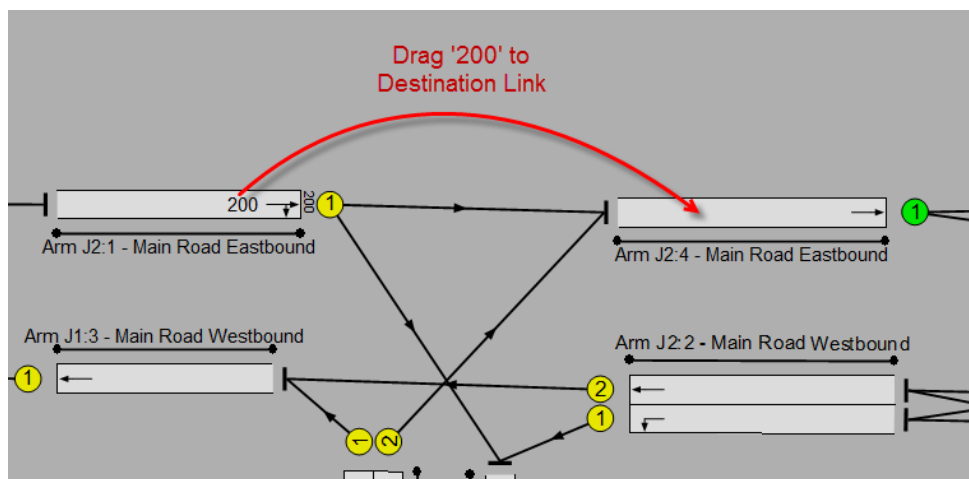 Drag '200' to
Destination Link
200
200
1
1
Arm J2:1 - Main Road Eastbound
Arm J2:4 - Main Road Eastbound
Arm J1:3 - Main Road Westbound
Arm J2:2 - Main Road Westbound
1
2
1
1
2